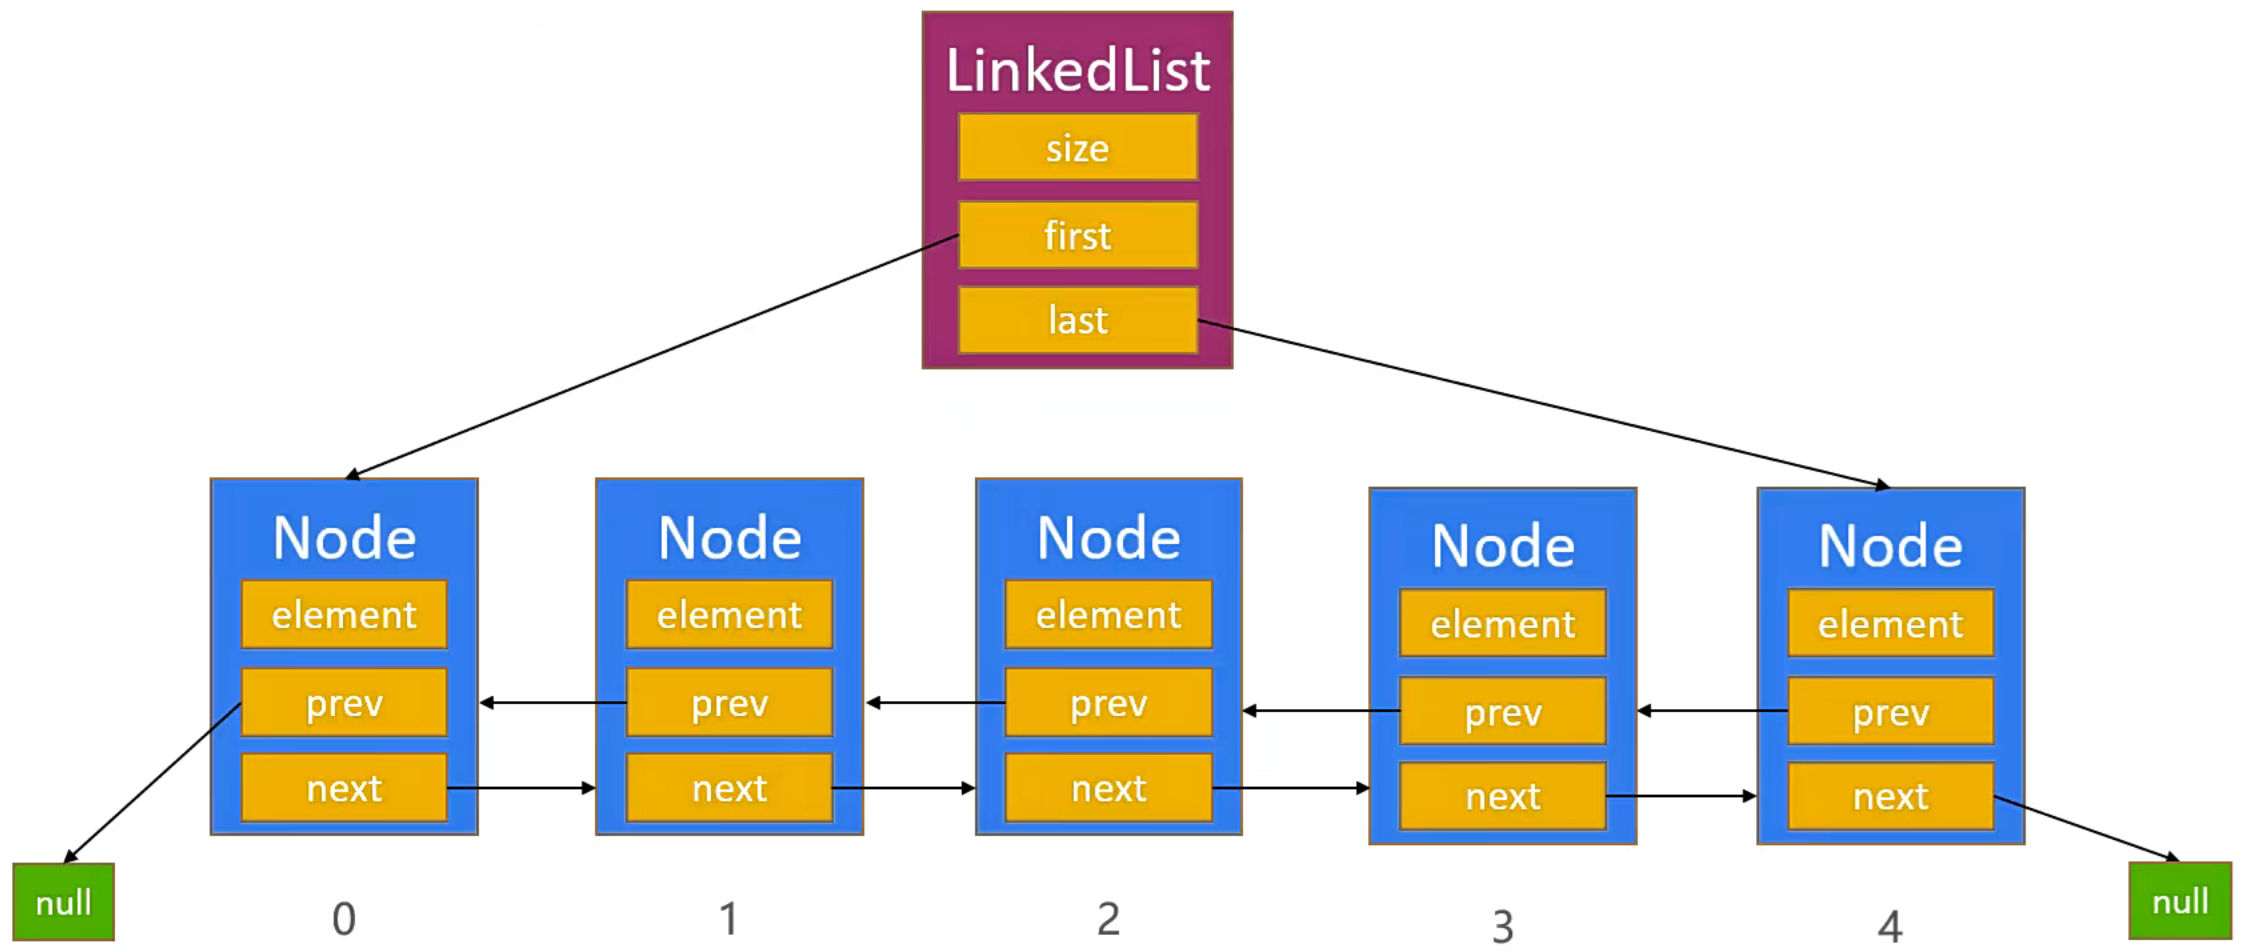 LinkedList
size
first
last
Node
element
prev
next
Node
element
prev
next
Node
element
prev
next
Node
element
prev
next
Node
element
prev
next
null
0
1
2
3
4
null